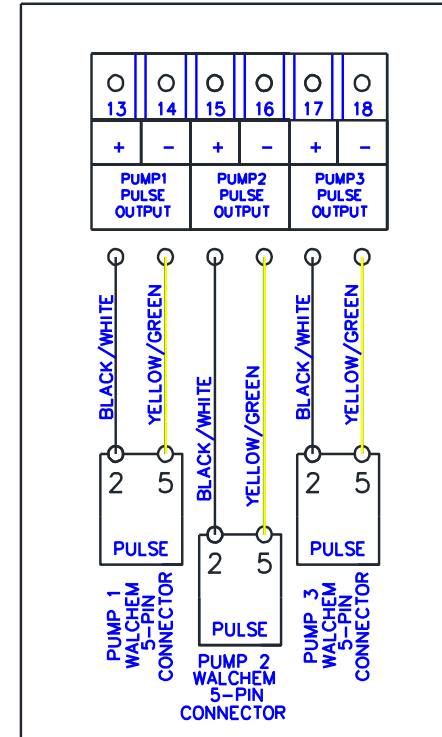 13 14 15 16 17 18
+ - + - + -
PUMP1
PULSE
OUTPUT
PUMP2
PULSE
OUTPUT
PUMP3
PULSE
OUTPUT
BLACK/WHITE
YELLOW/GREEN
BLACK/WHITE
YELLOW/GREEN
BLACK/WHITE
YELLOW/GREEN
2 5
PULSE
PUMP 1
WALCHEM
5-PIN
CONNECTOR
2 5
PULSE
PUMP 2
WALCHEM
5-PIN
CONNECTOR
2 5
PULSE
PUMP 3
WALCHEM
5-PIN
CONNECTOR